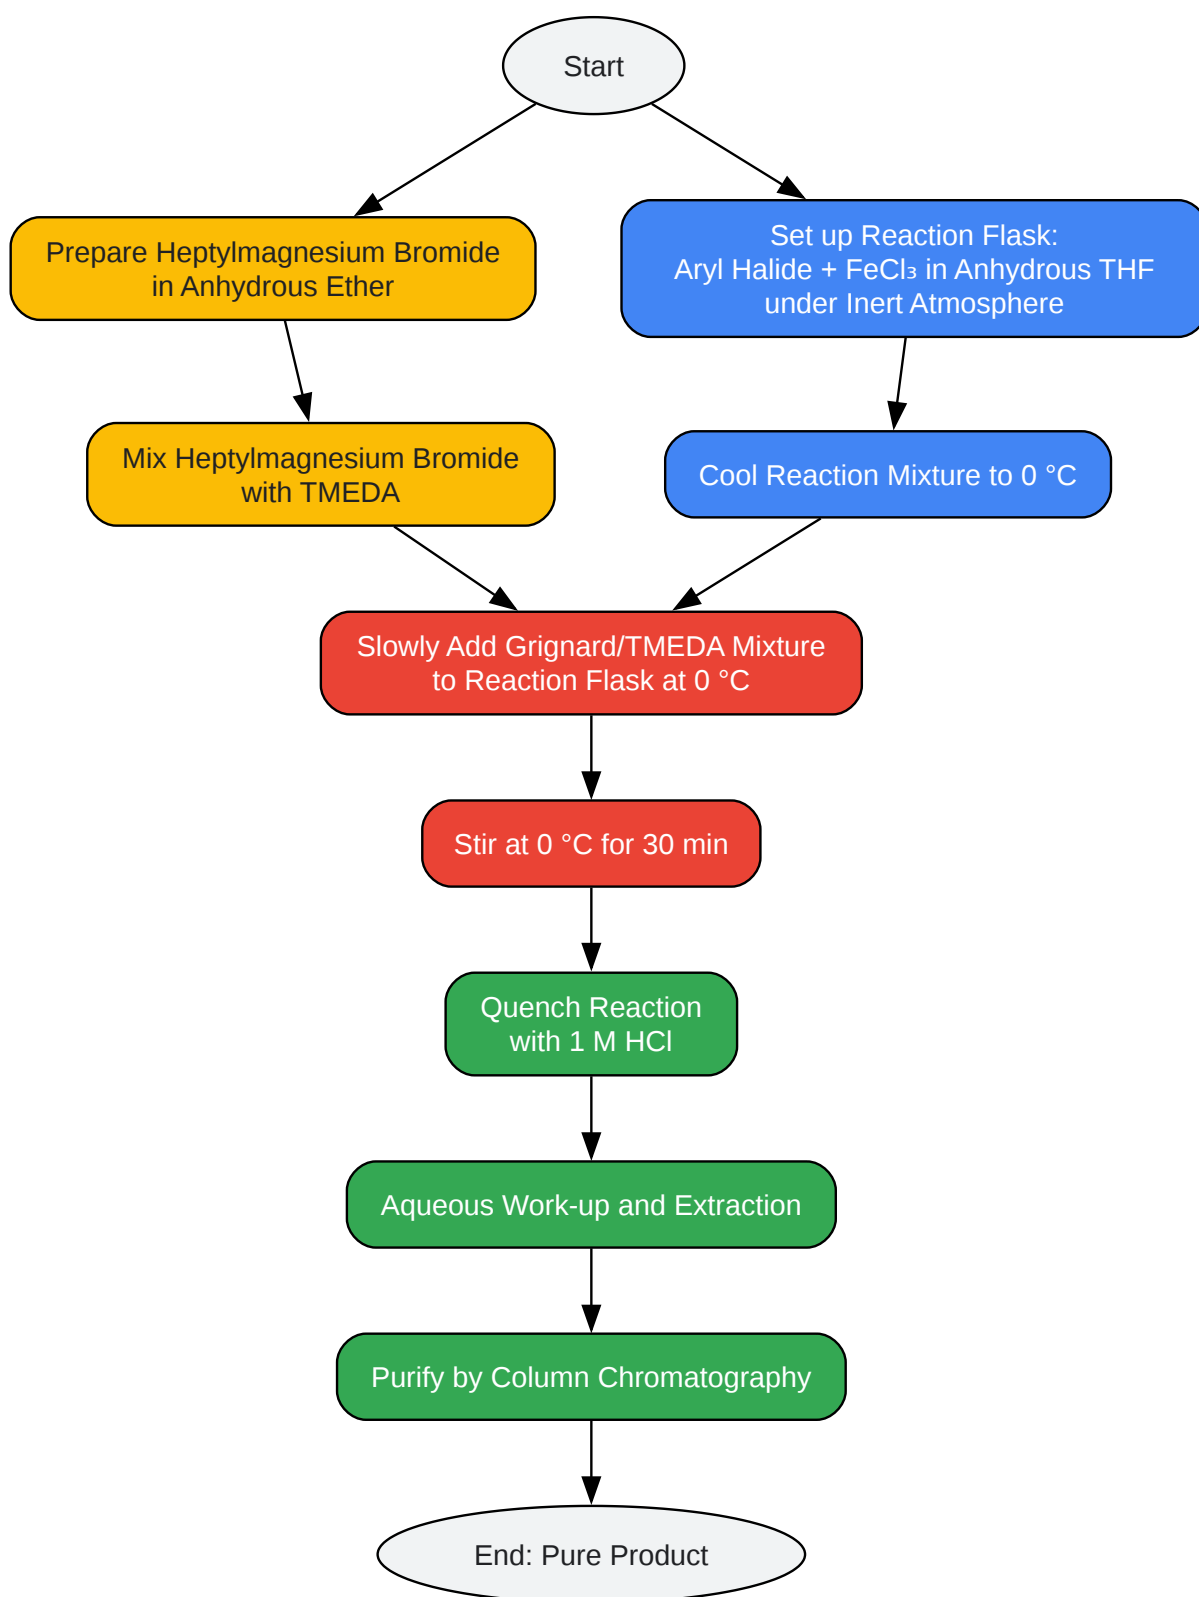 Start
Prepare Heptylmagnesium Bromide
in Anhydrous Ether
Set up Reaction Flask:
Aryl Halide + FeCl₃ in Anhydrous THF
under Inert Atmosphere
Mix Heptylmagnesium Bromide
with TMEDA
Cool Reaction Mixture to 0 °C
Slowly Add Grignard/TMEDA Mixture
to Reaction Flask at 0 °C
Stir at 0 °C for 30 min
Quench Reaction
with 1 M HCl
Aqueous Work-up and Extraction
Purify by Column Chromatography
End: Pure Product